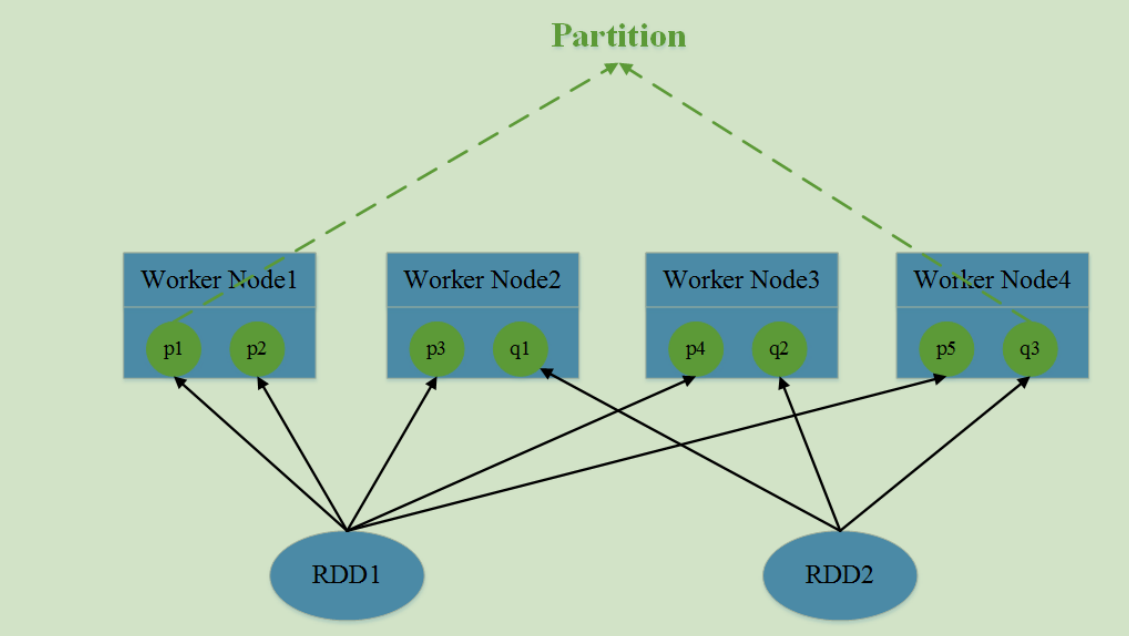 Partition
Worker Node1
Worker Node2
Worker Node3
Worker Node4
p1
p2
p3
q1
p4
q2
p5
q3
RDD1
RDD2